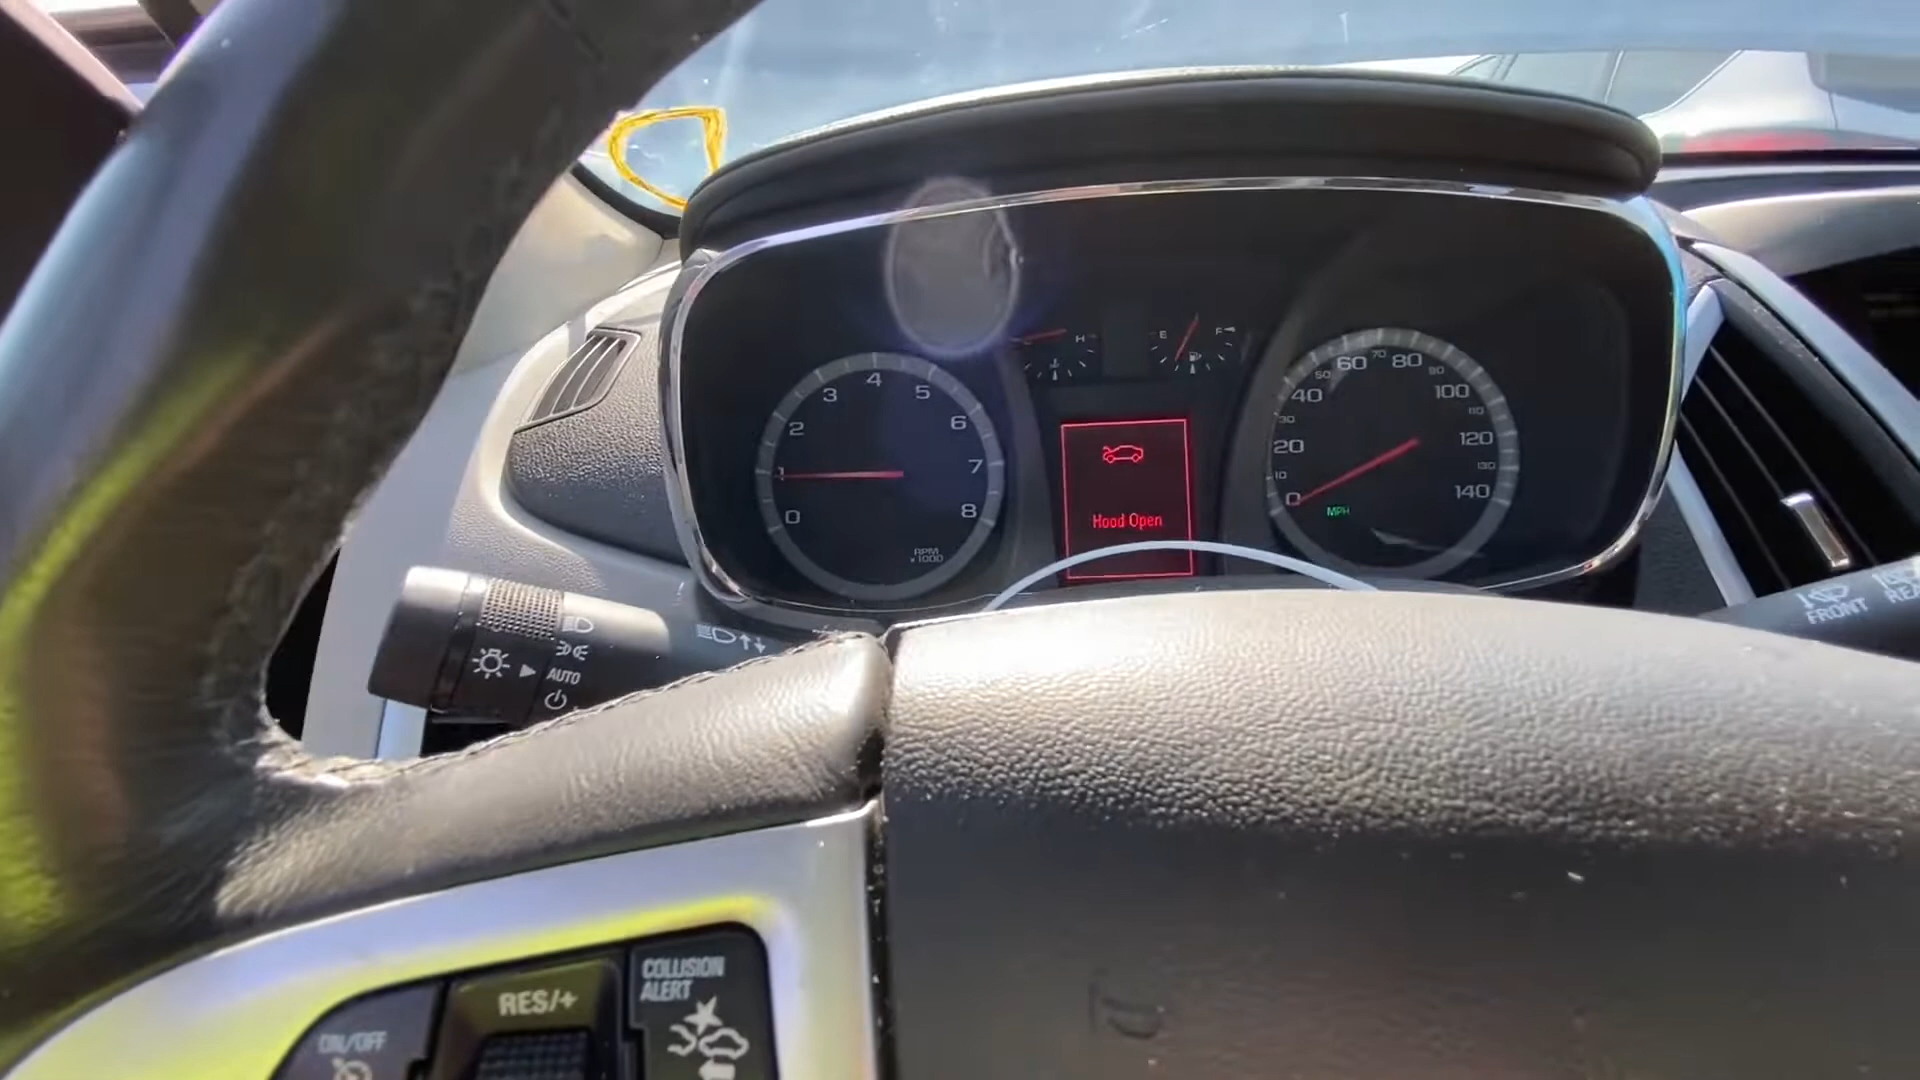 H
E
F
0
1
2
3
4
5
6
7
8
RPM
x1000
Hood Open
0
10
20
30
40
50
60
70
80
90
100
110
120
130
140
MPH
AUTO
FRONT
COLLISION
ALERT
RES/+
ON/OFF